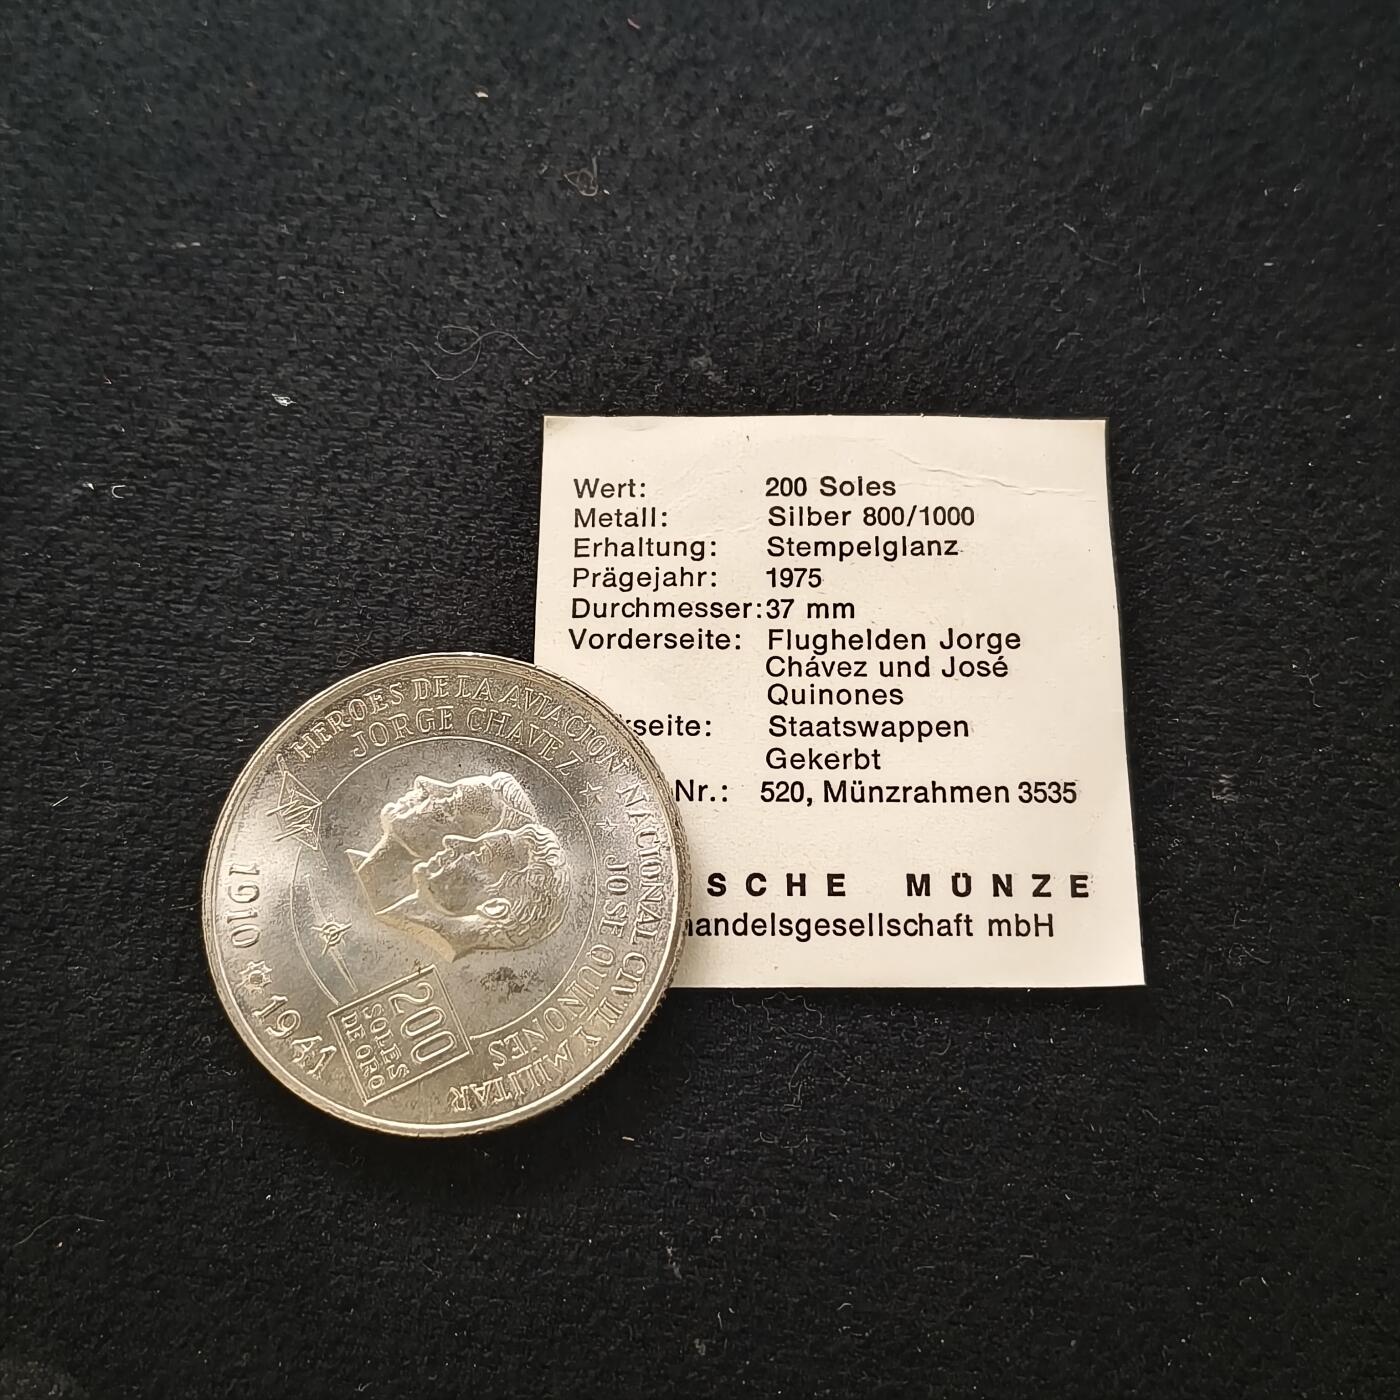 Wert: 200 Soles
Metall: Silber 800/1000
Erhaltung: Stempelglanz
Prägejahr: 1975
Durchmesser: 37 mm
Vorderseite: Flughelden Jorge
Chávez und José
Quinones
kseite: Staatswappen
Gekerbt
Nr.: 520, Münzrahmen 3535
SCHE MÜNZE
handelsgesellschaft mbH
HEROES DE LA AVIACION NACIONAL CIVIL Y MILITAR
JORGE CHAVEZ
JOSE QUIÑONES
1910 1941
200
SOLES
DE ORO